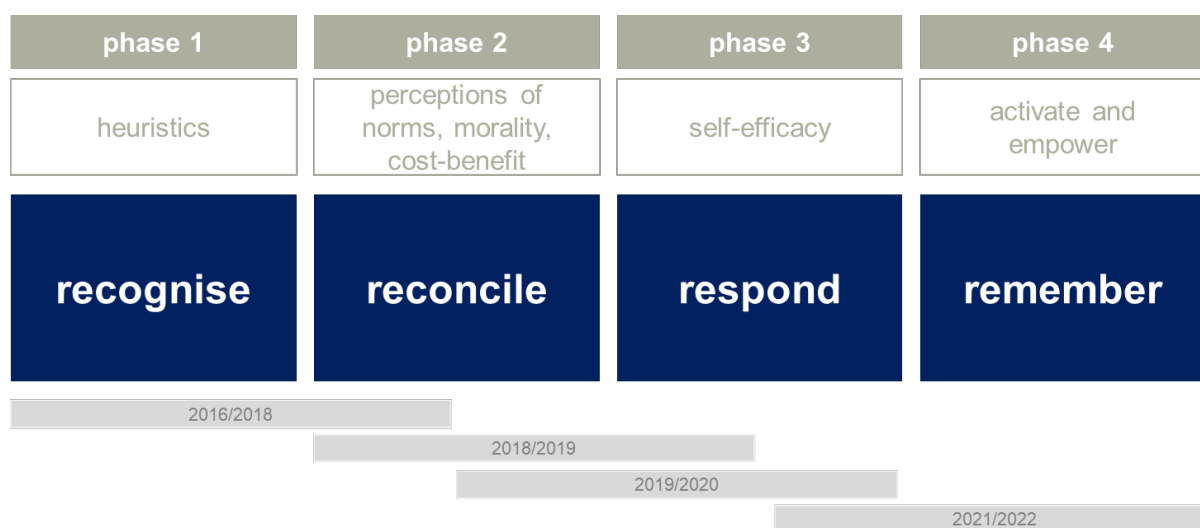 phase 1
phase 2
phase 3
phase 4
heuristics
perceptions of
norms, morality,
cost-benefit
self-efficacy
activate and
empower
recognise
reconcile
respond
remember
2016/2018
2018/2019
2019/2020
2021/2022